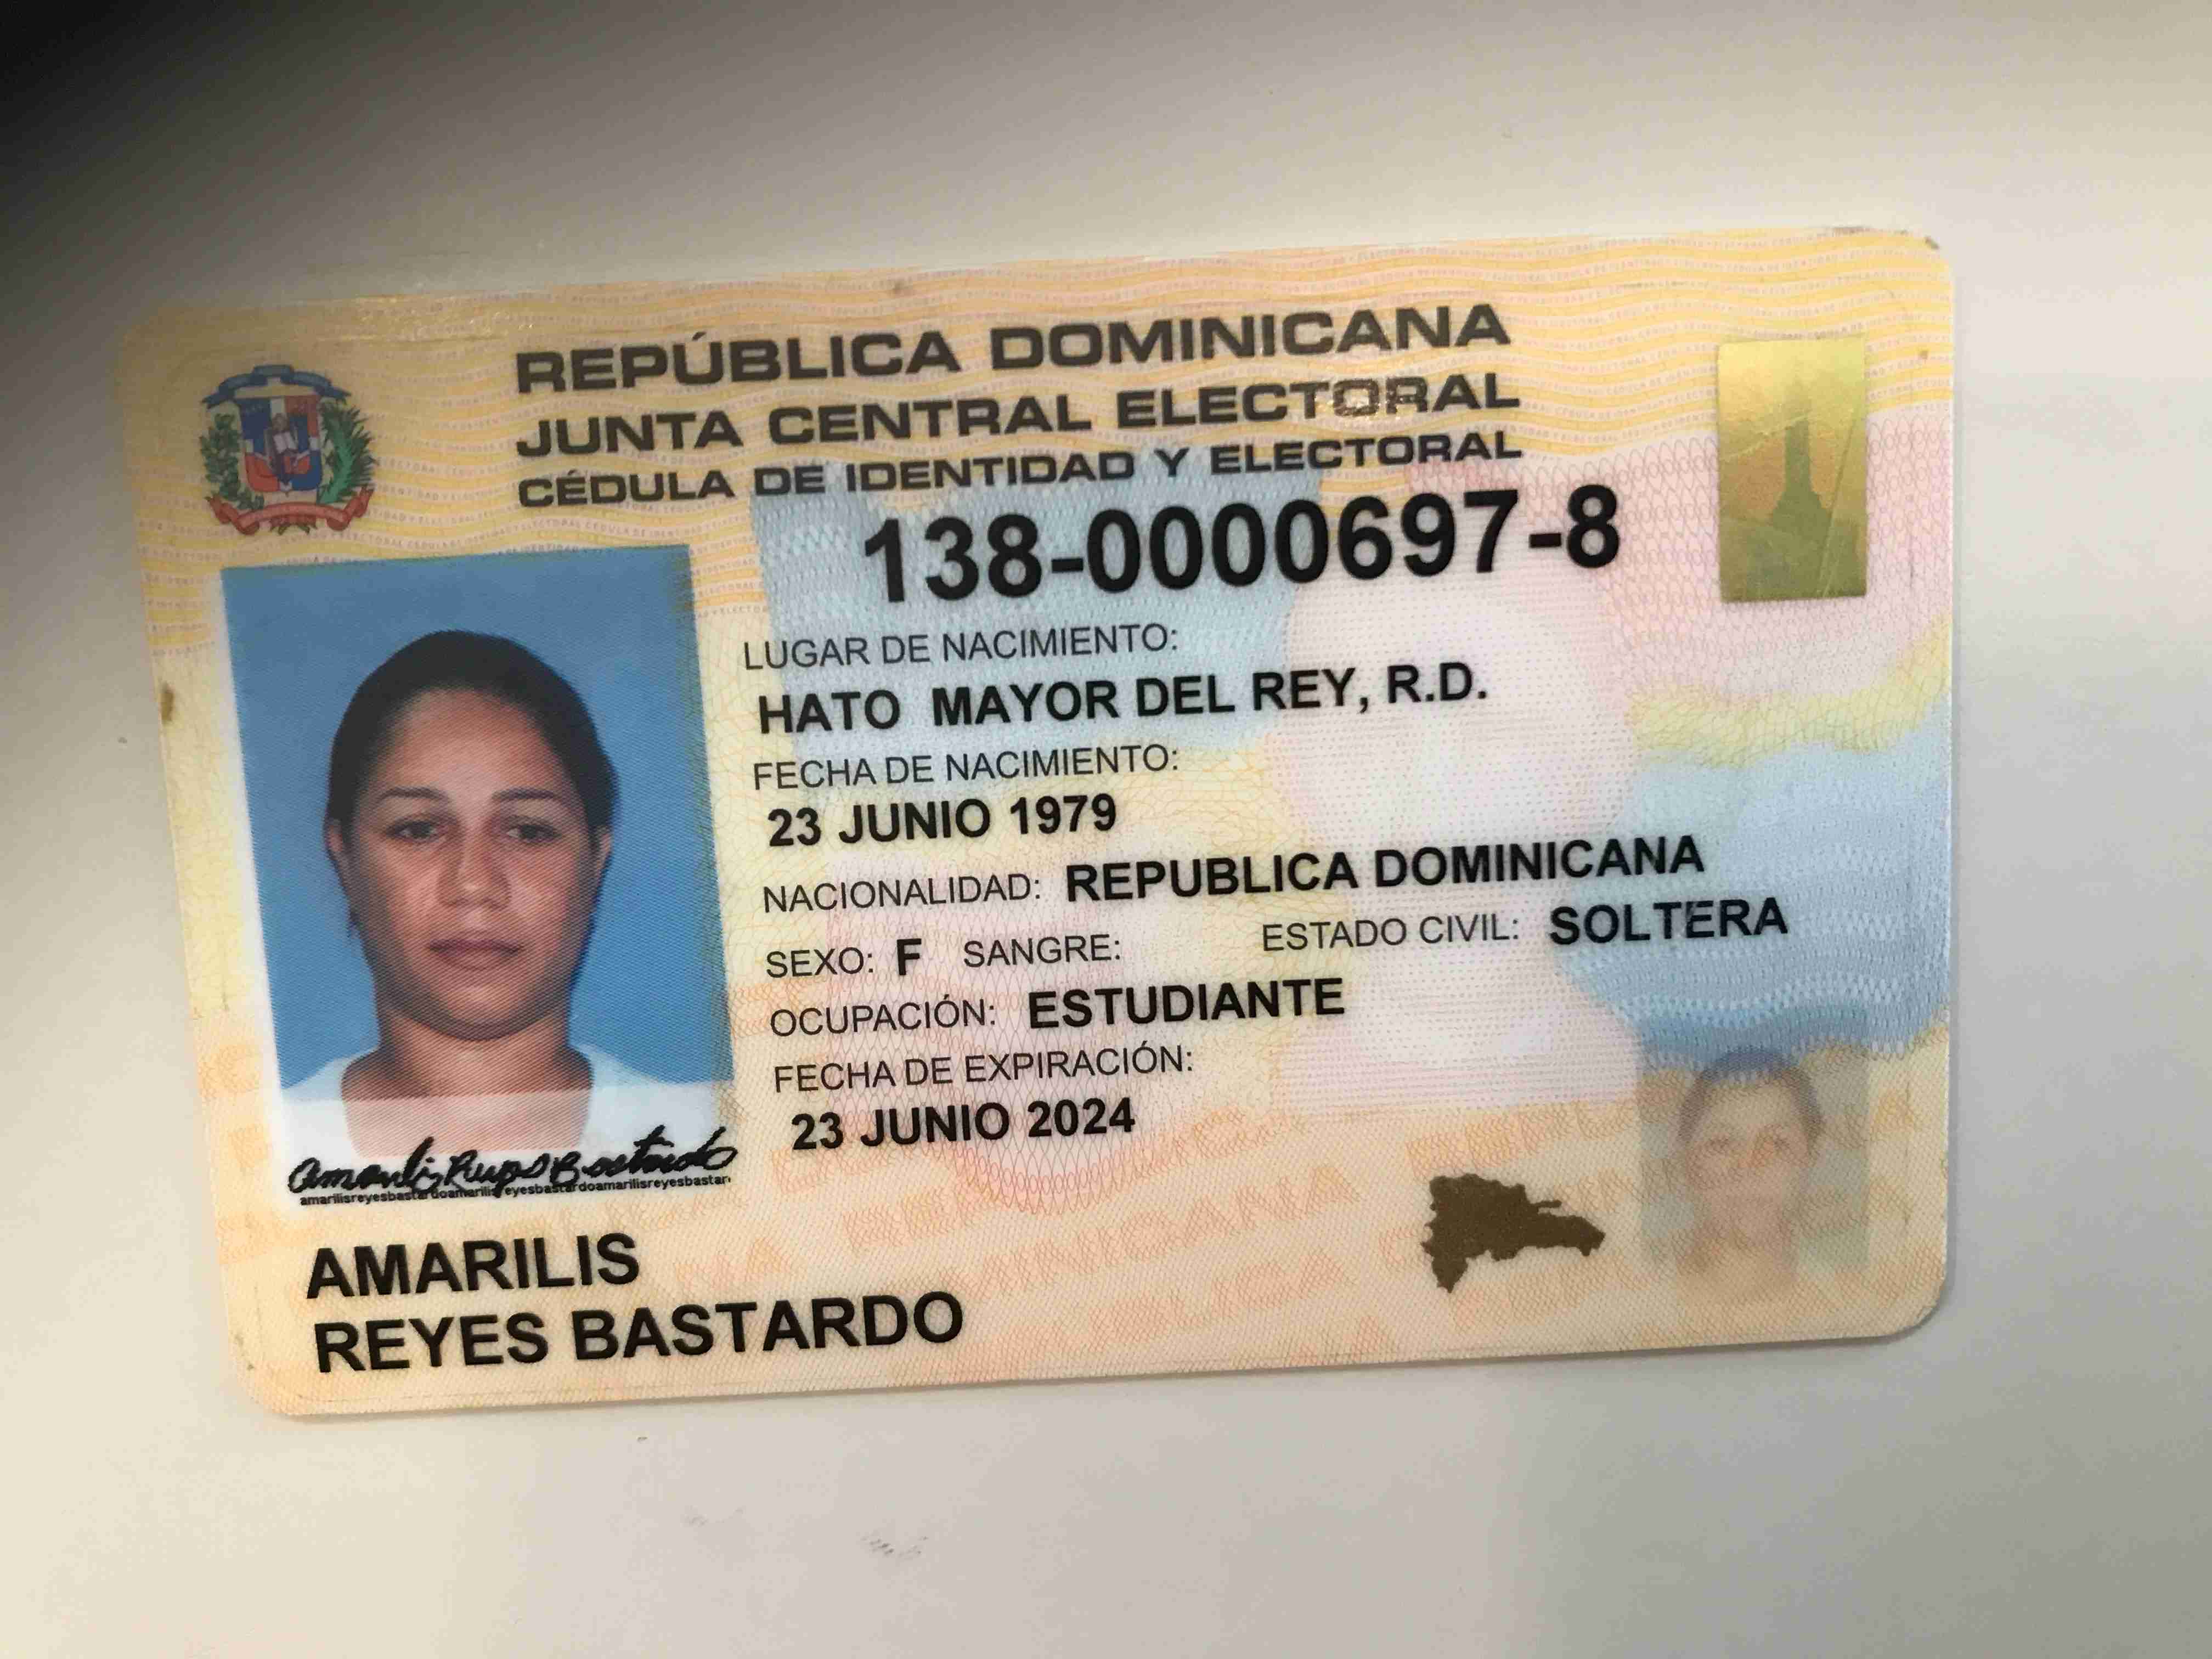 REPÚBLICA DOMINICANA
JUNTA CENTRAL ELECTORAL
CÉDULA DE IDENTIDAD Y ELECTORAL
138-0000697-8
LUGAR DE NACIMIENTO:
HATO MAYOR DEL REY, R.D.
FECHA DE NACIMIENTO:
23 JUNIO 1979
NACIONALIDAD: REPUBLICA DOMINICANA
SEXO: F SANGRE: ESTADO CIVIL: SOLTERA
OCUPACIÓN: ESTUDIANTE
FECHA DE EXPIRACIÓN:
23 JUNIO 2024
Amarilis Reyes Bastardo
amarilisreyesbastardoamarilisreyesbastardoamarilisreyesbastar
AMARILIS
REYES BASTARDO